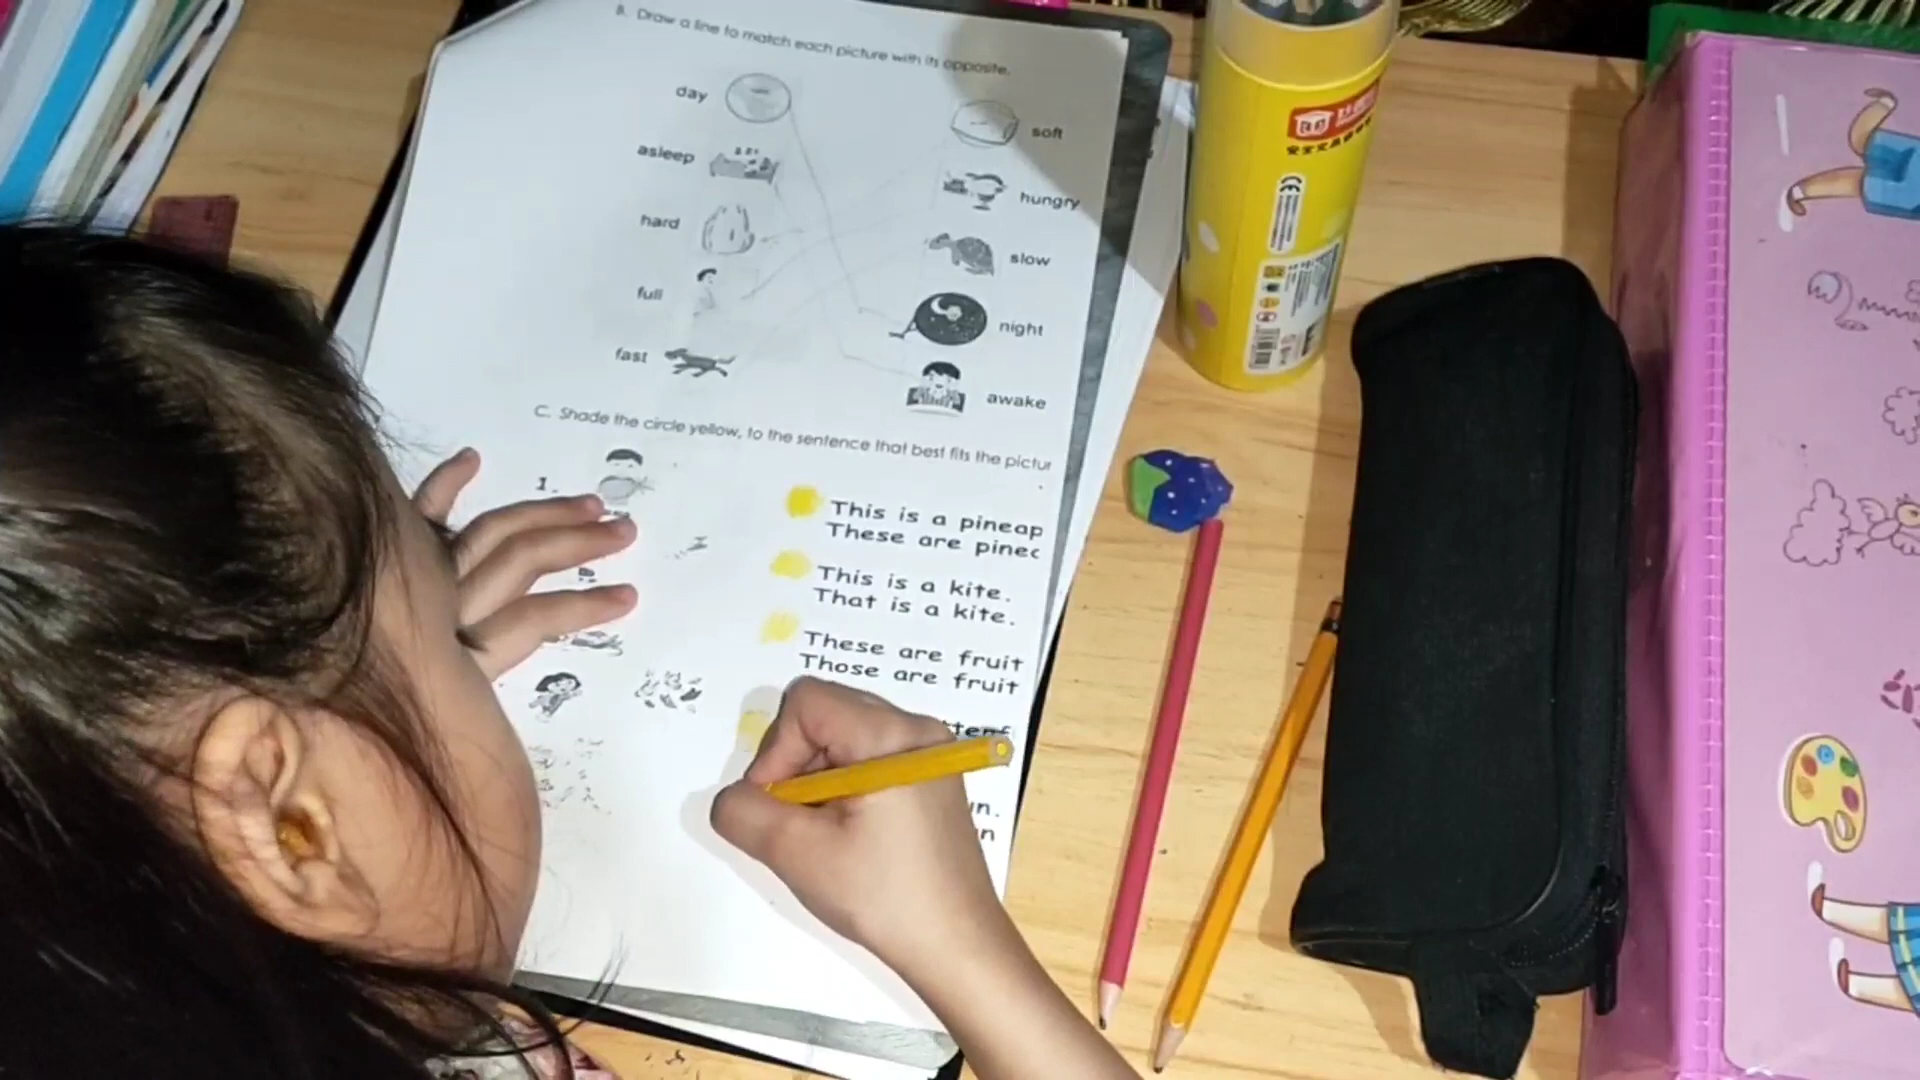 B. Draw a line to match each picture with its opposite.
day
soft
asleep
hungry
hard
slow
full
night
fast
awake
C. Shade the circle yellow, to the sentence that best fits the pictur
1.
This is a pineap
These are pinec
This is a kite.
That is a kite.
These are fruit
Those are fruit
CE